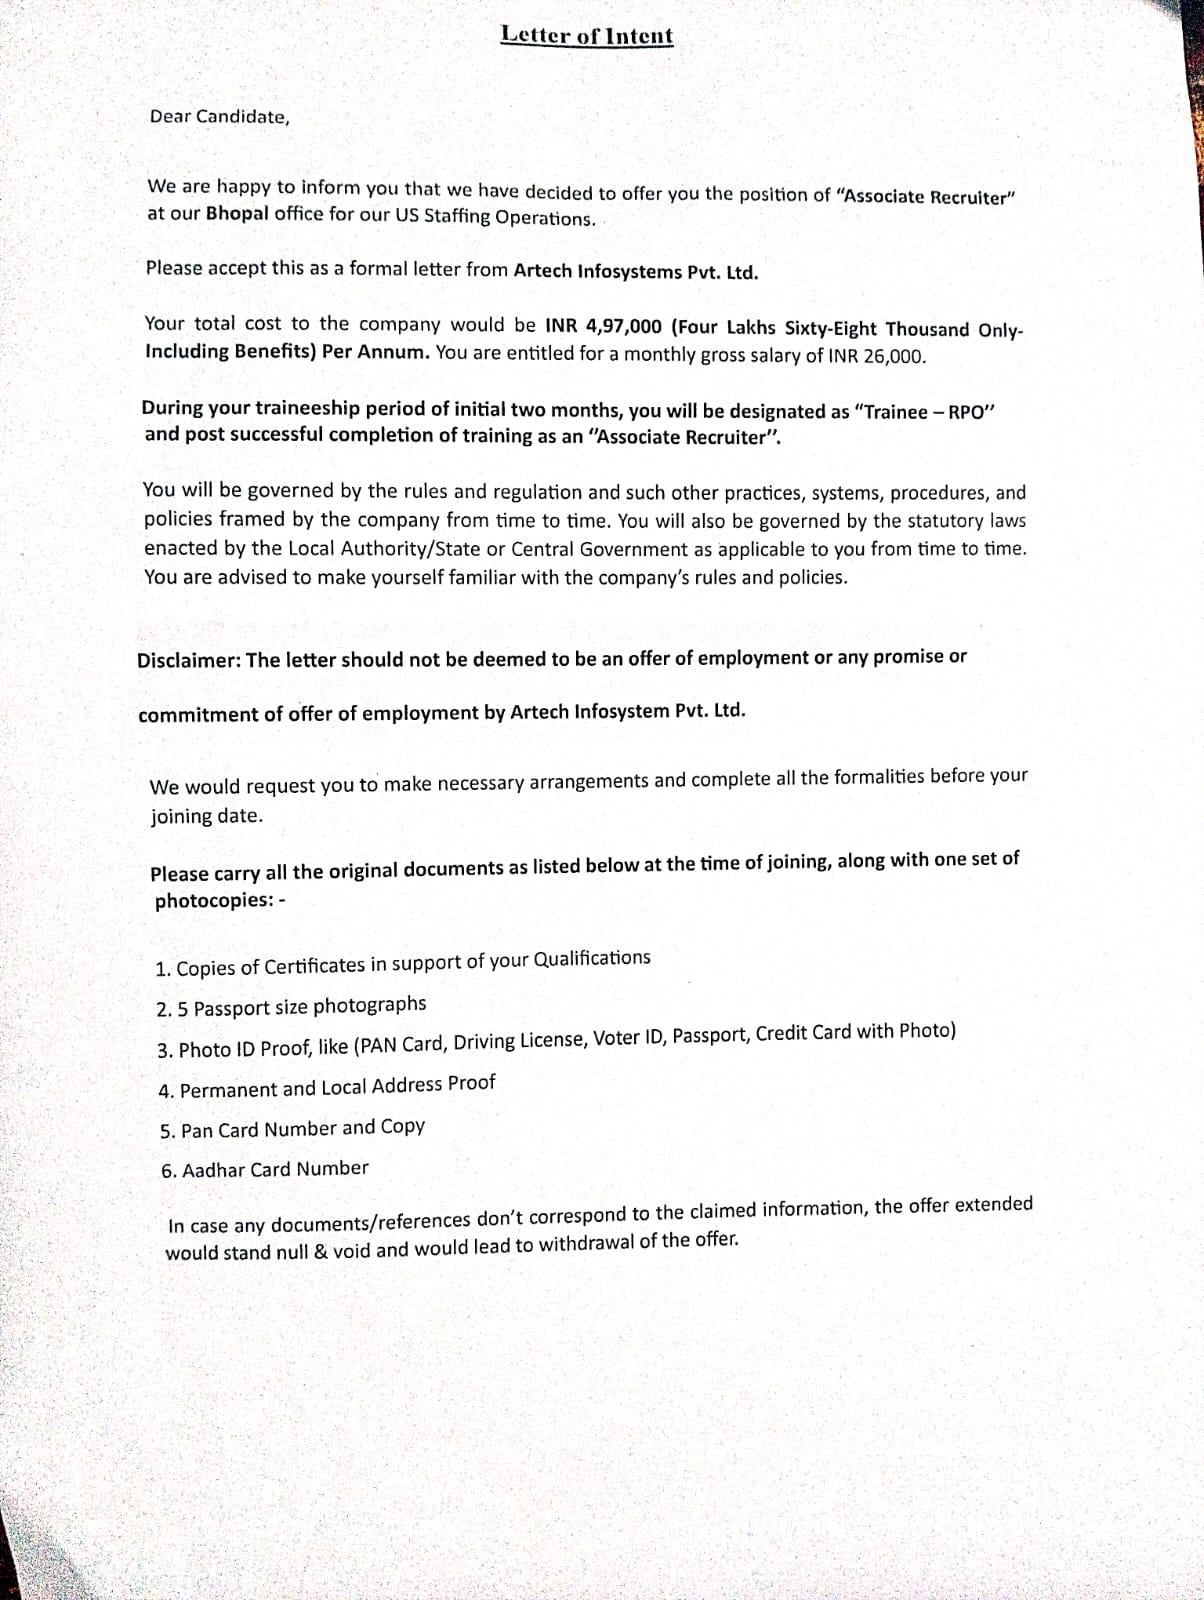 Letter of Intent
Dear Candidate,
We are happy to inform you that we have decided to offer you the position of "Associate Recruiter"
at our Bhopal office for our US Staffing Operations.
Please accept this as a formal letter from Artech Infosystems Pvt. Ltd.
Your total cost to the company would be INR 4,97,000 (Four Lakhs Sixty-Eight Thousand Only-
Including Benefits) Per Annum. You are entitled for a monthly gross salary of INR 26,000.
During your traineeship period of initial two months, you will be designated as "Trainee – RPO"
and post successful completion of training as an "Associate Recruiter".
You will be governed by the rules and regulation and such other practices, systems, procedures, and
policies framed by the company from time to time. You will also be governed by the statutory laws
enacted by the Local Authority/State or Central Government as applicable to you from time to time.
You are advised to make yourself familiar with the company's rules and policies.
Disclaimer: The letter should not be deemed to be an offer of employment or any promise or
commitment of offer of employment by Artech Infosystem Pvt. Ltd.
We would request you to make necessary arrangements and complete all the formalities before your
joining date.
Please carry all the original documents as listed below at the time of joining, along with one set of
photocopies: -
1. Copies of Certificates in support of your Qualifications
2. 5 Passport size photographs
3. Photo ID Proof, like (PAN Card, Driving License, Voter ID, Passport, Credit Card with Photo)
4. Permanent and Local Address Proof
5. Pan Card Number and Copy
6. Aadhar Card Number
In case any documents/references don't correspond to the claimed information, the offer extended
would stand null & void and would lead to withdrawal of the offer.